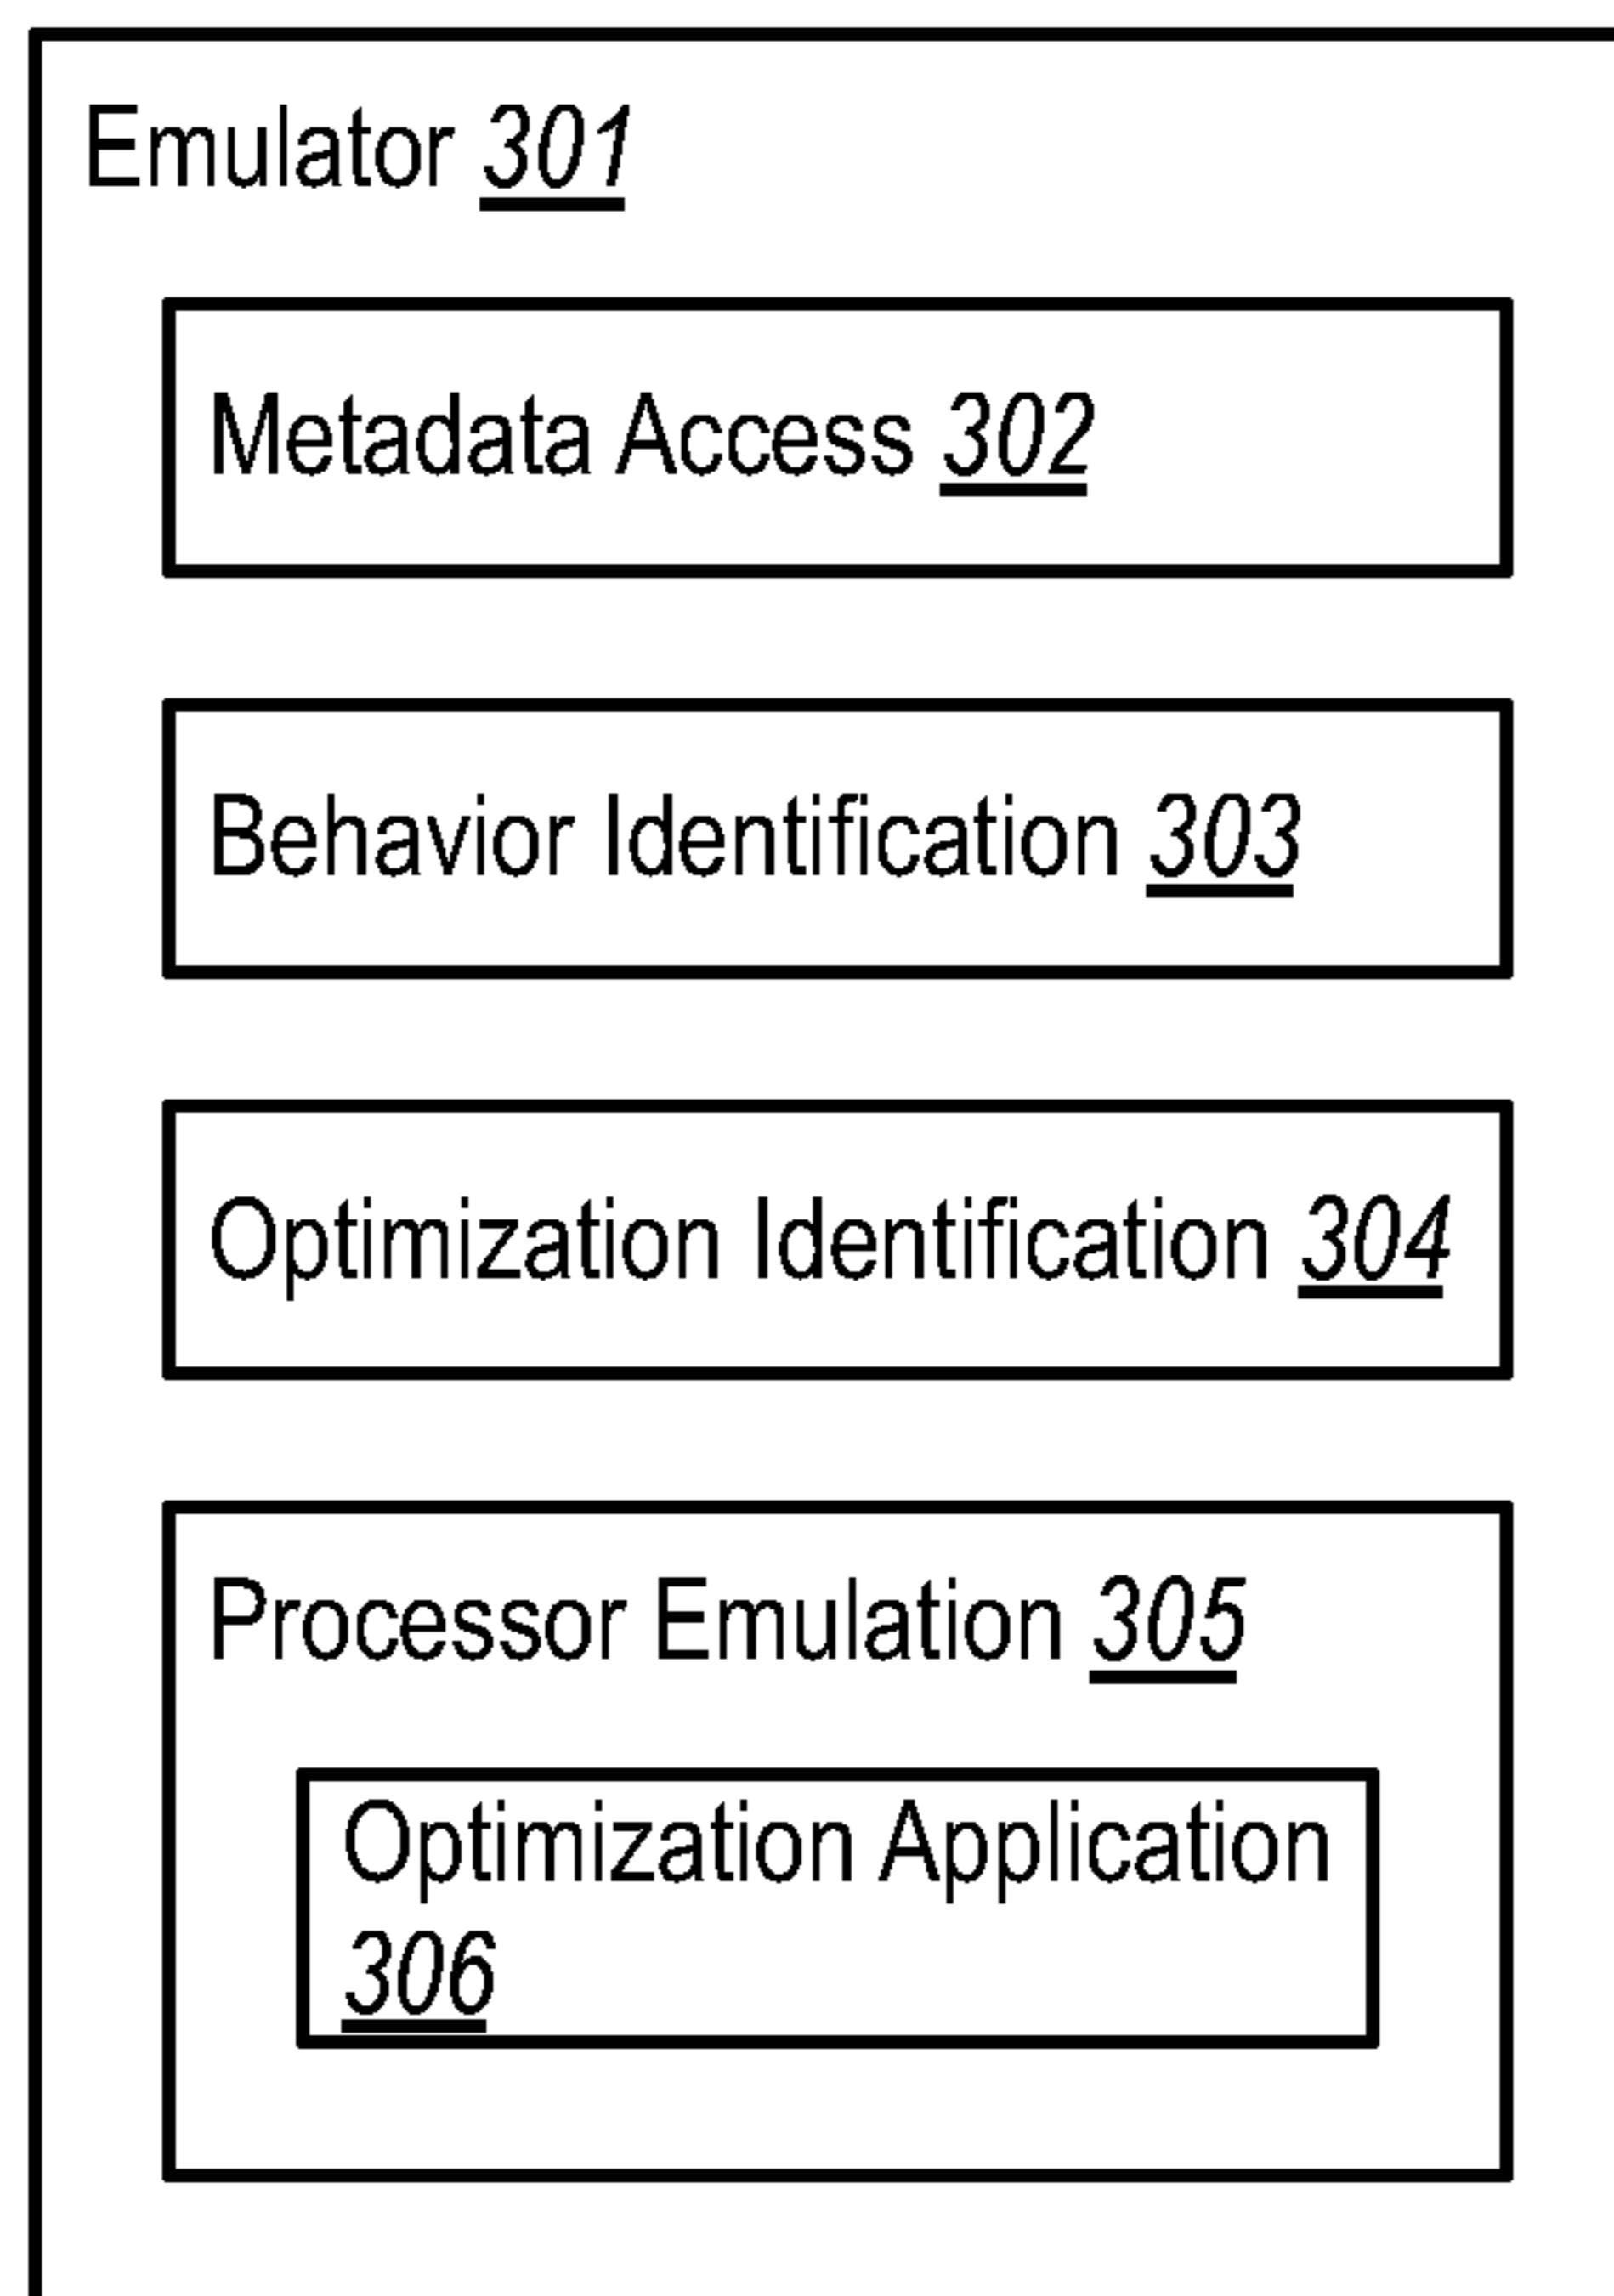 Emulator 301
Metadata Access 302
Behavior Identification 303
Optimization Identification 304
Processor Emulation 305
Optimization Application
306